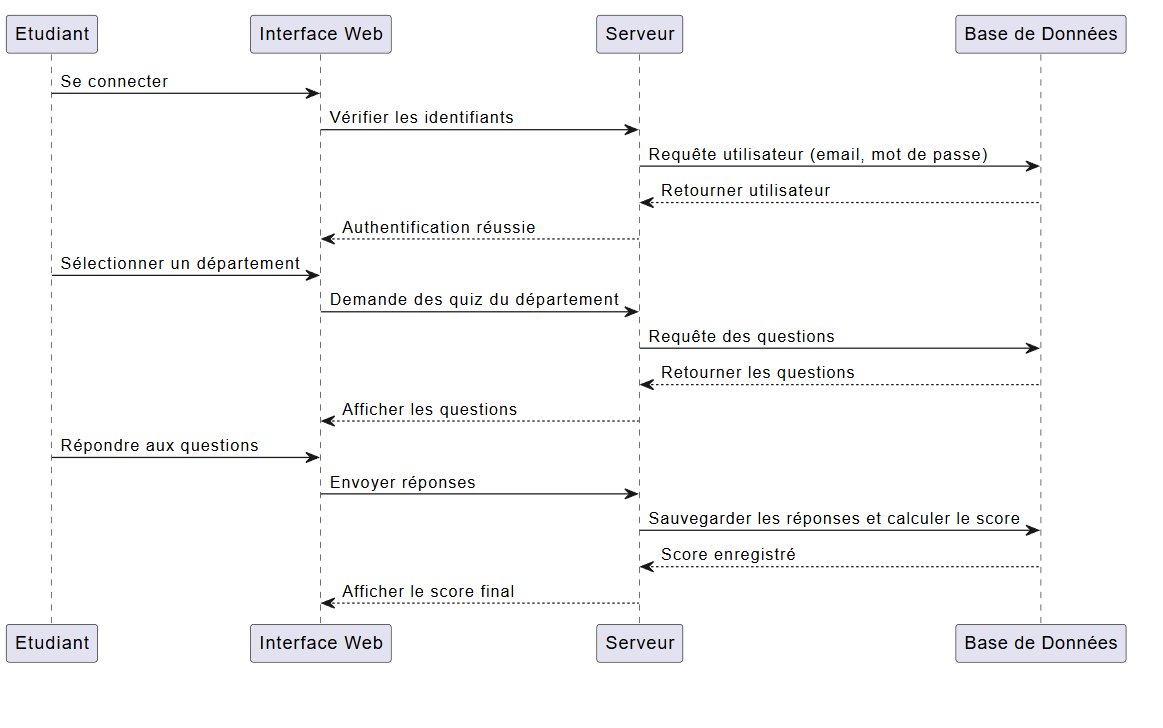 Etudiant
Interface Web
Serveur
Base de Données
Se connecter
Vérifier les identifiants
Requête utilisateur (email, mot de passe)
Retourner utilisateur
Authentification réussie
Sélectionner un département
Demande des quiz du département
Requête des questions
Retourner les questions
Afficher les questions
Répondre aux questions
Envoyer réponses
Sauvegarder les réponses et calculer le score
Score enregistré
Afficher le score final
Etudiant
Interface Web
Serveur
Base de Données